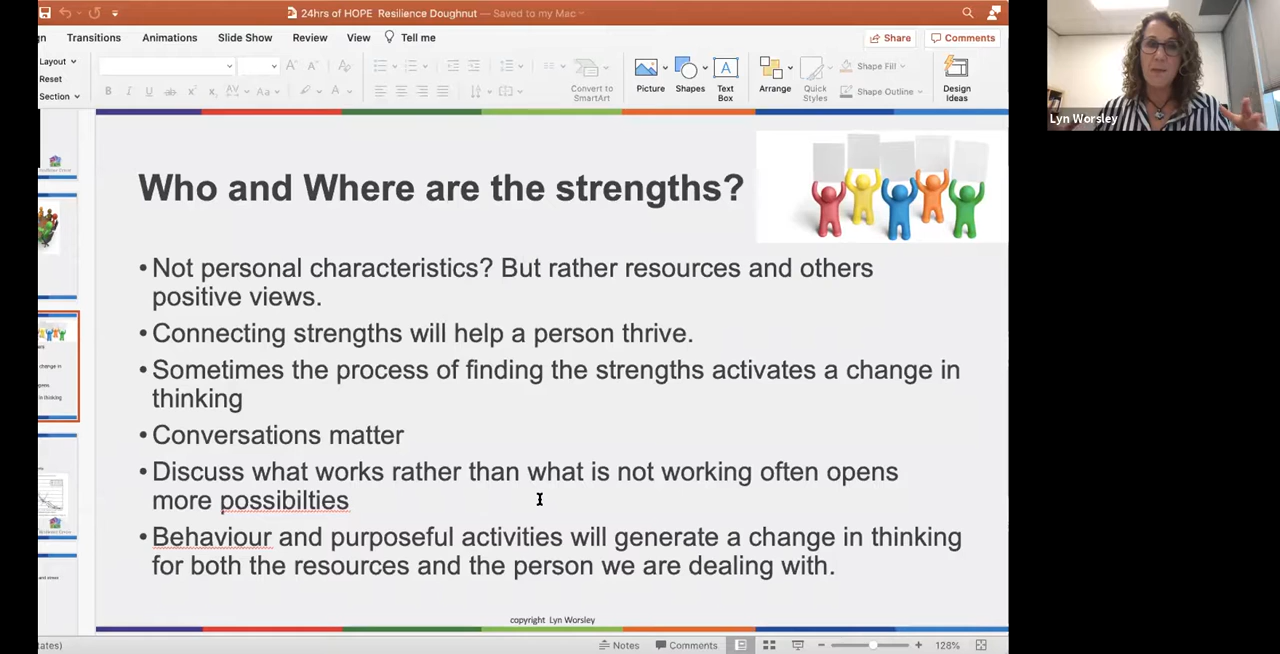 24hrs of HOPE Resilience Doughnut — Saved to my Mac
Transitions Animations Slide Show Review View Tell me
Share Comments
Layout
Reset
Section
Convert to
SmartArt
Picture
Shapes
Text
Box
Arrange
Quick
Styles
Shape Fill
Shape Outline
Design
Ideas
Lyn Worsley
Who and Where are the strengths?
•Not personal characteristics? But rather resources and others
positive views.
•Connecting strengths will help a person thrive.
•Sometimes the process of finding the strengths activates a change in
thinking
•Conversations matter
•Discuss what works rather than what is not working often opens
more possibilties
•Behaviour and purposeful activities will generate a change in thinking
for both the resources and the person we are dealing with.
copyright Lyn Worsley
Notes Comments 128%